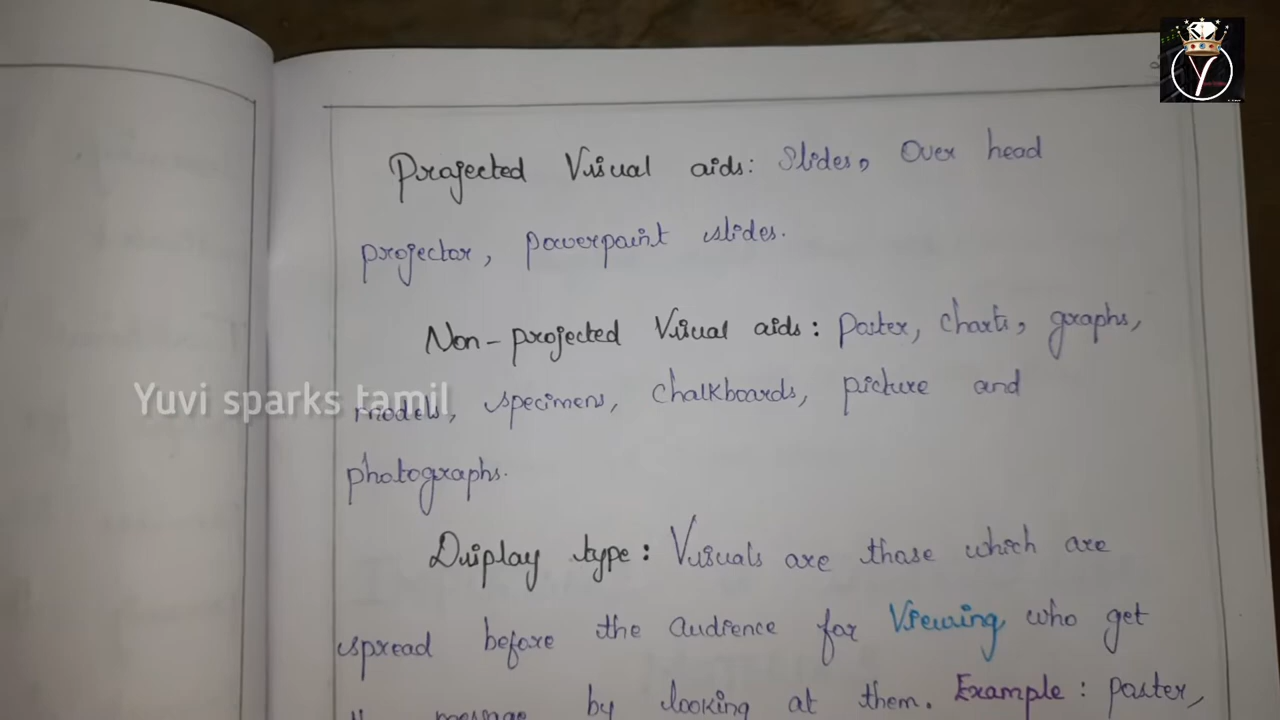 Projected Visual aids: Slides, Over head
projector, powerpoint slides.
Non-projected Visual aids: Poster, charts, graphs,
models, specimens, chalkboards, picture and
photographs.
Display type: Visuals are those which are
spread before the audience for Viewing who get
message by looking at them. Example: poster,
Yuvi sparks tamil
Y